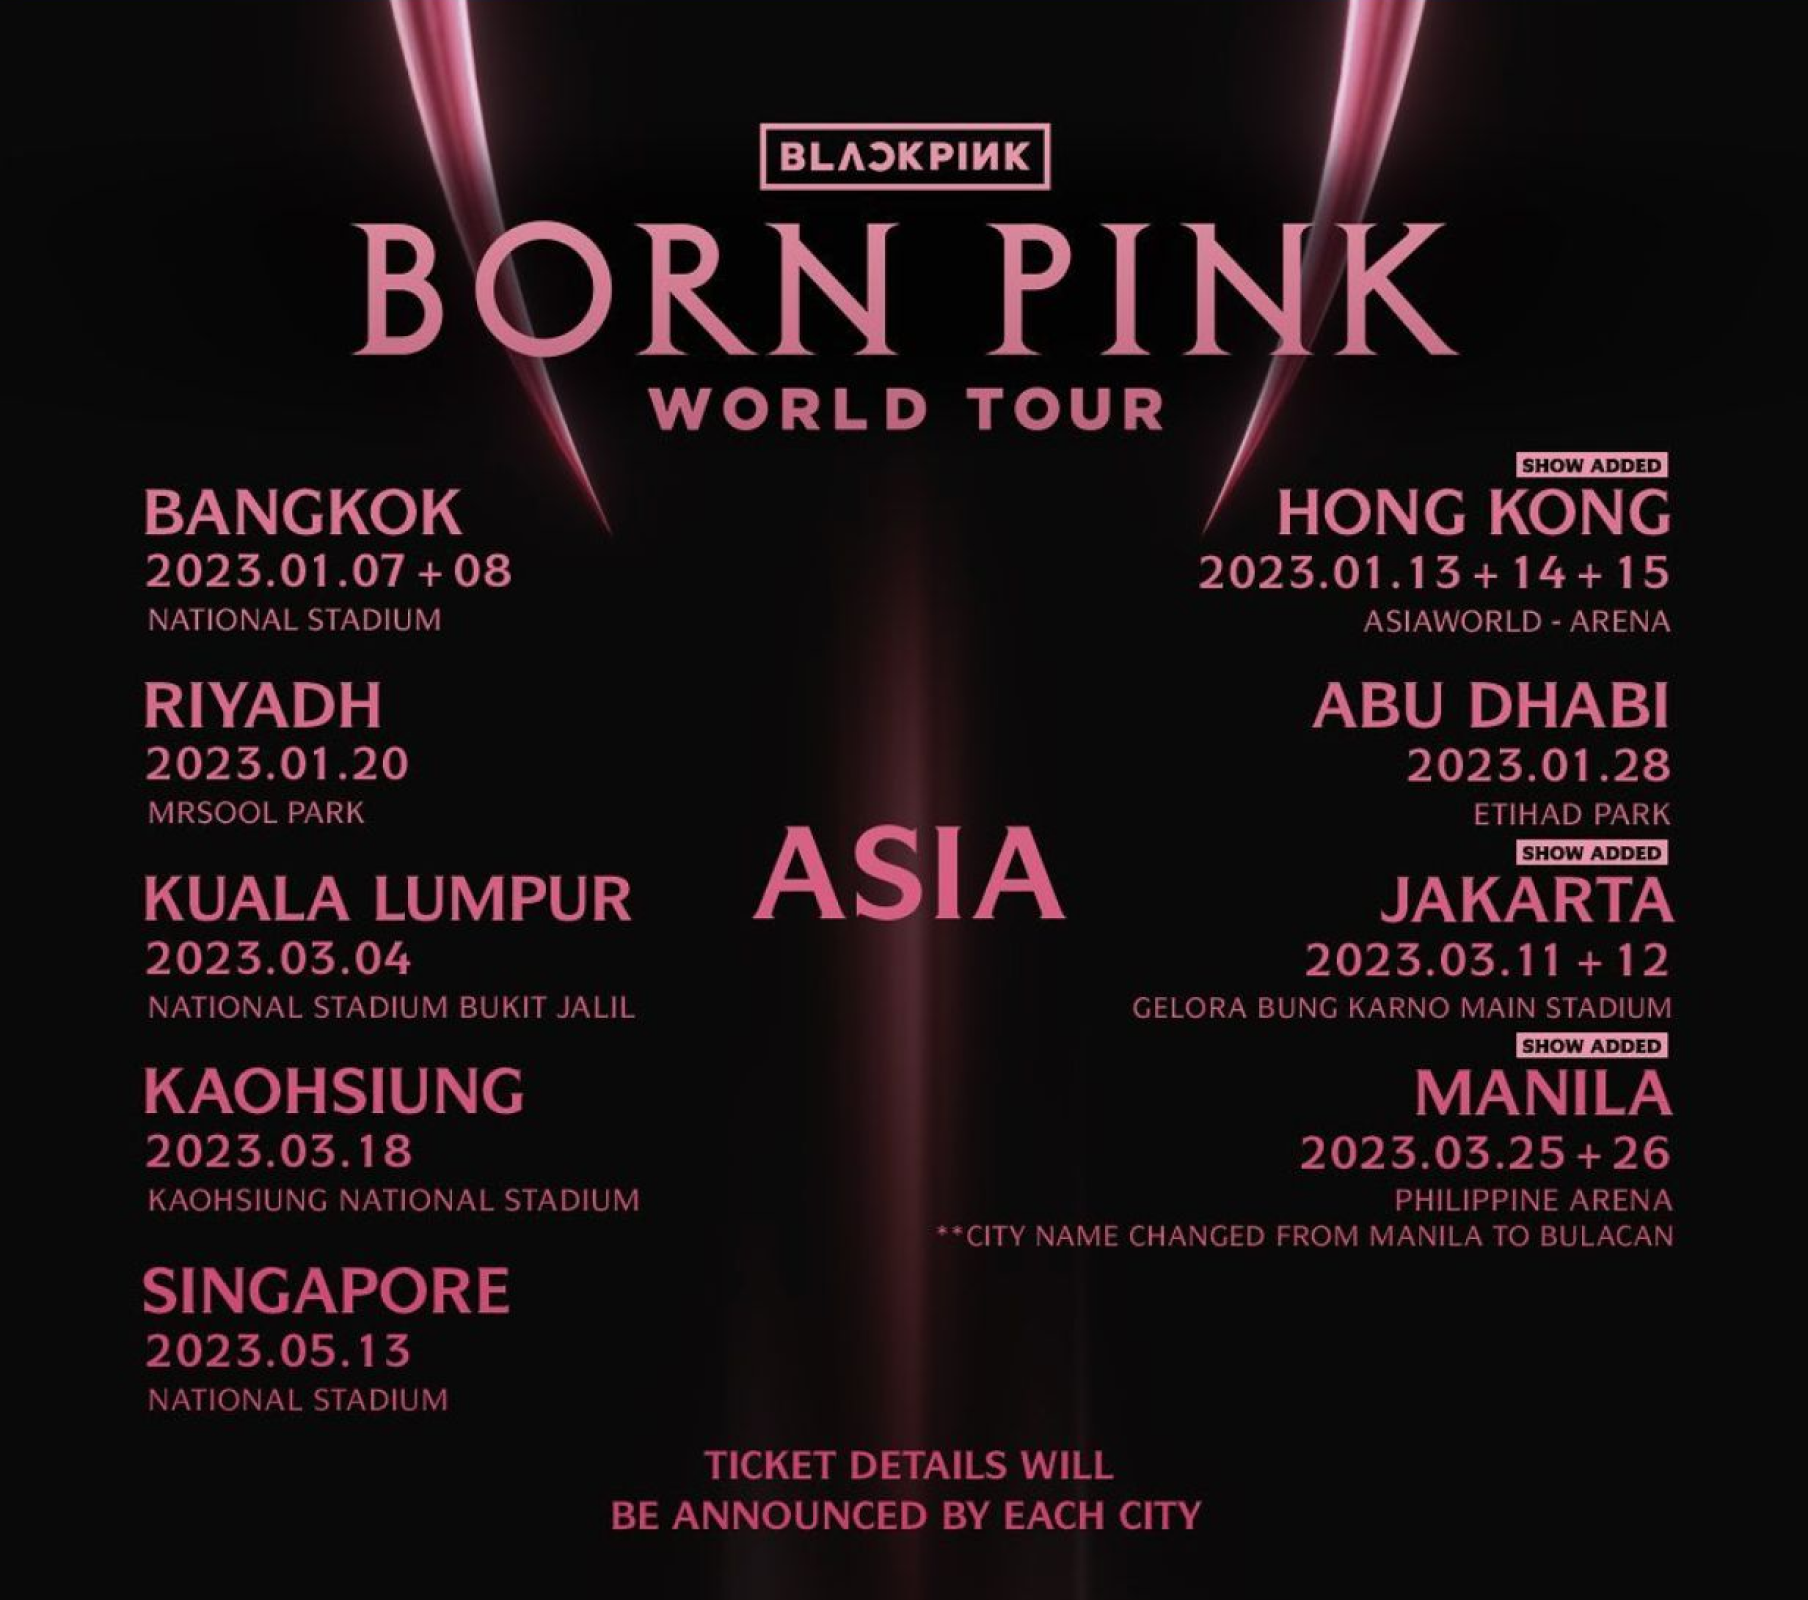 BLACKPINK
BORN PINK
WORLD TOUR
BANGKOK
2023.01.07 + 08
NATIONAL STADIUM
SHOW ADDED
HONG KONG
2023.01.13 + 14 + 15
ASIAWORLD - ARENA
RIYADH
2023.01.20
MRSOOL PARK
ABU DHABI
2023.01.28
ETIHAD PARK
ASIA
KUALA LUMPUR
2023.03.04
NATIONAL STADIUM BUKIT JALIL
SHOW ADDED
JAKARTA
2023.03.11 + 12
GELORA BUNG KARNO MAIN STADIUM
KAOHSIUNG
2023.03.18
KAOHSIUNG NATIONAL STADIUM
SHOW ADDED
MANILA
2023.03.25 + 26
PHILIPPINE ARENA
**CITY NAME CHANGED FROM MANILA TO BULACAN
SINGAPORE
2023.05.13
NATIONAL STADIUM
TICKET DETAILS WILL
BE ANNOUNCED BY EACH CITY